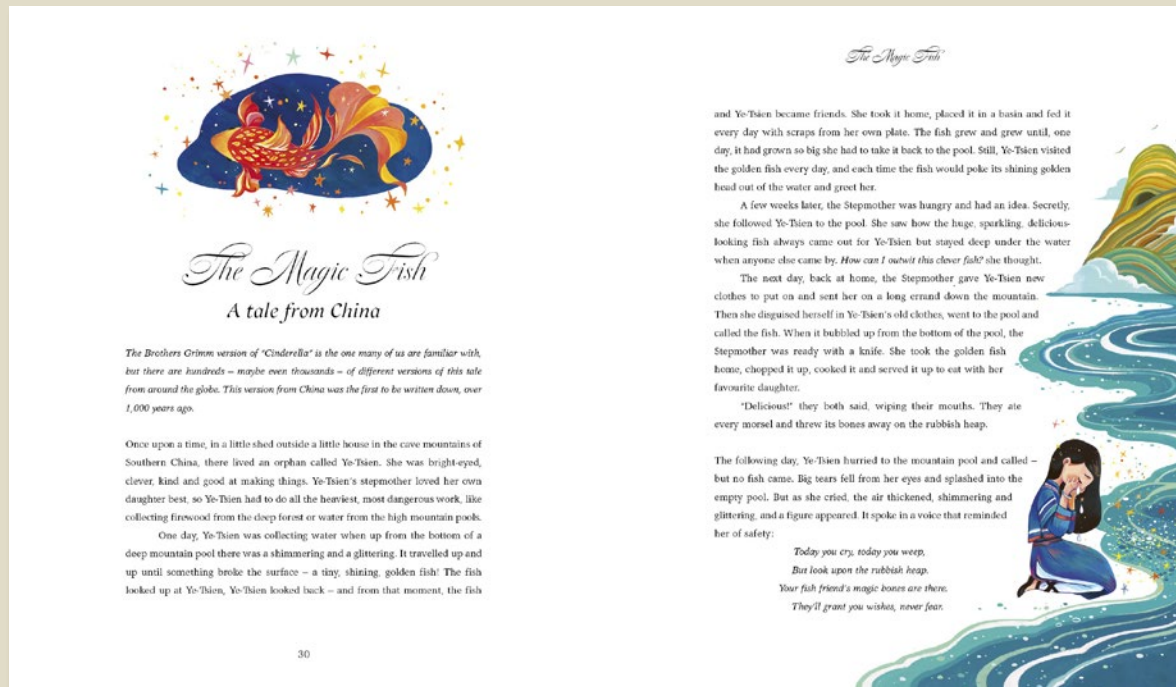 The Magic Fish
A tale from China
The Brothers Grimm version of "Cinderella" is the one many of us are familiar with,
but there are hundreds – maybe even thousands – of different versions of this tale
from around the globe. This version from China was the first to be written down, over
1,000 years ago.
Once upon a time, in a little shed outside a little house in the cave mountains of
Southern China, there lived an orphan called Ye-Tsien. She was bright-eyed,
clever, kind and good at making things. Ye-Tsien's stepmother loved her own
daughter best, so Ye-Tsien had to do all the heaviest, most dangerous work, like
collecting firewood from the deep forest or water from the high mountain pools.
One day, Ye-Tsien was collecting water when up from the bottom of a
deep mountain pool there was a shimmering and a glittering. It travelled up and
up until something broke the surface – a tiny, shining, golden fish! The fish
looked up at Ye-Tsien, Ye-Tsien looked back – and from that moment, the fish
30
The Magic Fish
and Ye-Tsien became friends. She took it home, placed it in a basin and fed it
every day with scraps from her own plate. The fish grew and grew until, one
day, it had grown so big she had to take it back to the pool. Still, Ye-Tsien visited
the golden fish every day, and each time the fish would poke its shining golden
head out of the water and greet her.
A few weeks later, the Stepmother was hungry and had an idea. Secretly,
she followed Ye-Tsien to the pool. She saw how the huge, sparkling, delicious-
looking fish always came out for Ye-Tsien but stayed deep under the water
when anyone else came by. How can I outwit this clever fish? she thought.
The next day, back at home, the Stepmother gave Ye-Tsien new
clothes to put on and sent her on a long errand down the mountain.
Then she disguised herself in Ye-Tsien's old clothes, went to the pool and
called the fish. When it bubbled up from the bottom of the pool, the
Stepmother was ready with a knife. She took the golden fish
home, chopped it up, cooked it and served it up to eat with her
favourite daughter.
"Delicious!" they both said, wiping their mouths. They ate
every morsel and threw its bones away on the rubbish heap.
The following day, Ye-Tsien hurried to the mountain pool and called –
but no fish came. Big tears fell from her eyes and splashed into the
empty pool. But as she cried, the air thickened, shimmering and
glittering, and a figure appeared. It spoke in a voice that reminded
her of safety:
Today you cry, today you weep,
But look upon the rubbish heap.
Your fish friend's magic bones are there.
They'll grant you wishes, never fear.